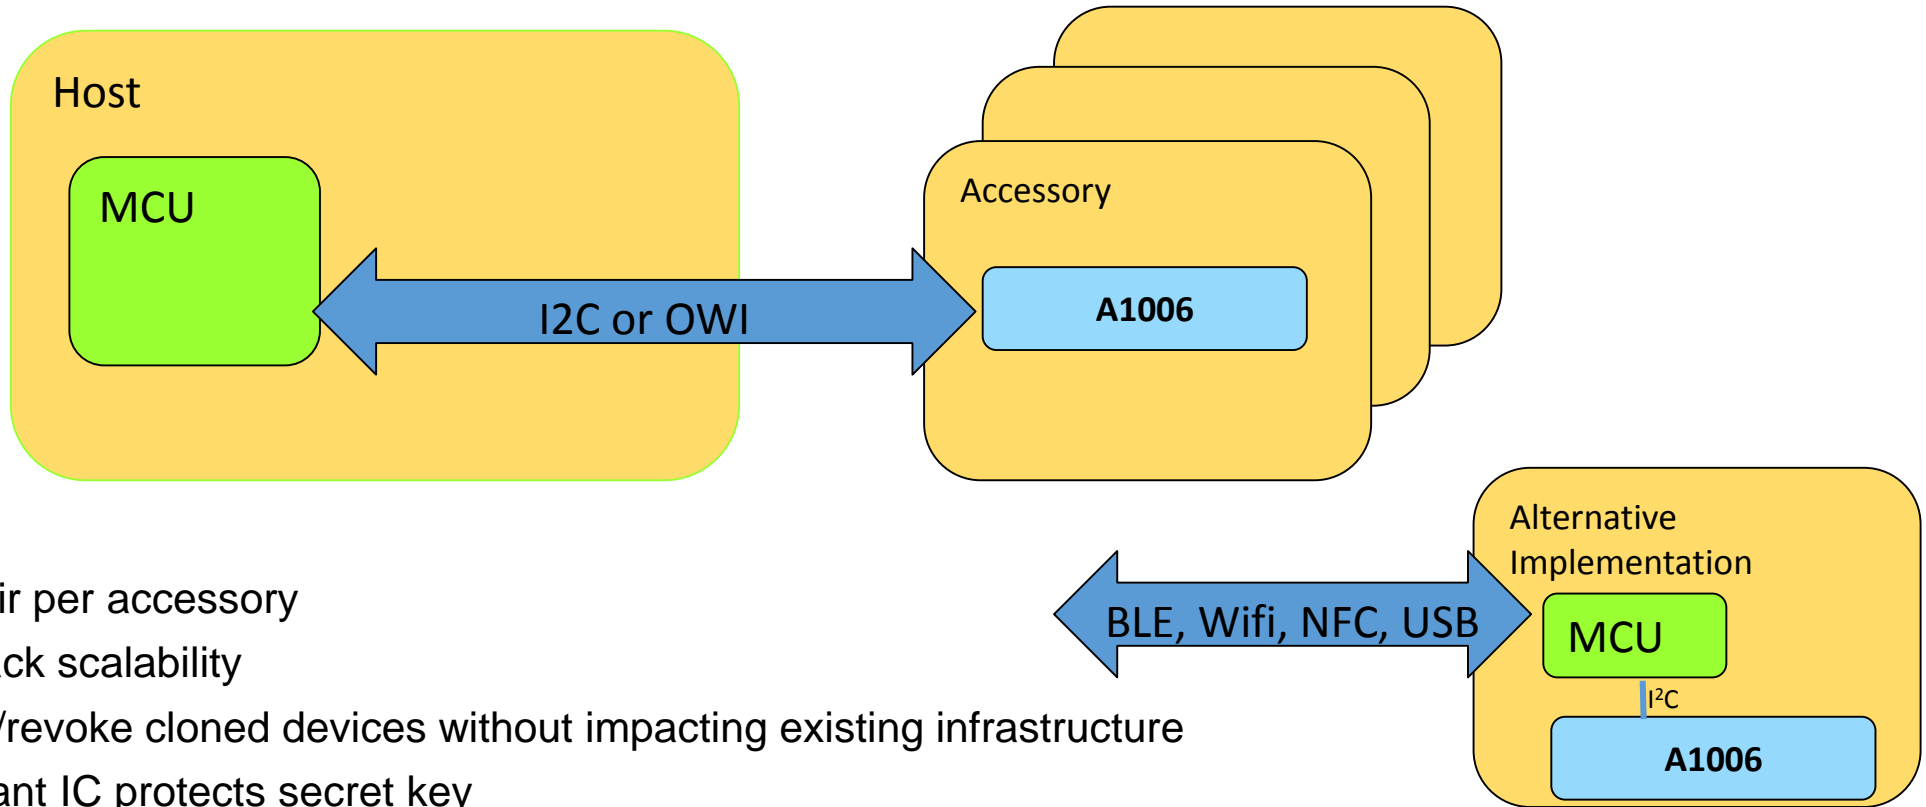 Host
MCU
I2C or OWI
Accessory
A1006
Alternative
Implementation
BLE, Wifi, NFC, USB
MCU
I²C
A1006
ir per accessory
ck scalability
/revoke cloned devices without impacting existing infrastructure
ant IC protects secret key